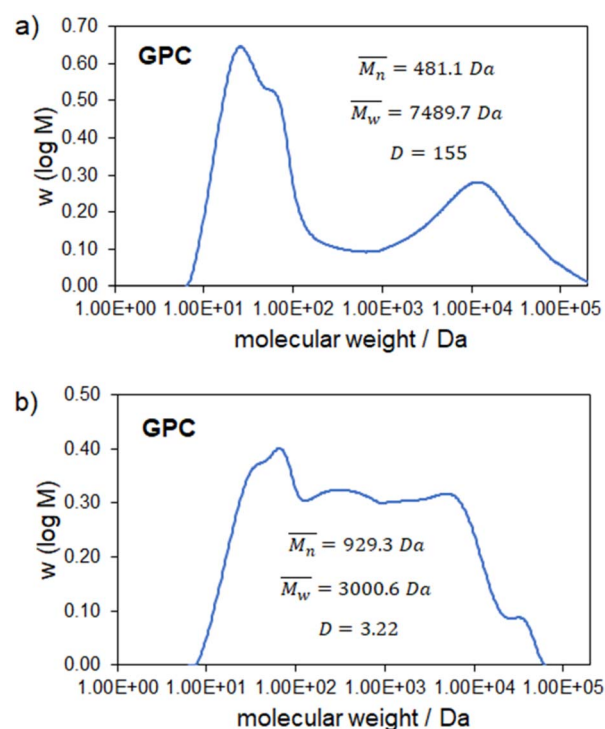 a)
GPC
w (log M)
0.70
0.60
0.50
0.40
0.30
0.20
0.10
0.00
Mn = 481.1 Da
Mw = 7489.7 Da
D = 155
1.00E+00 1.00E+01 1.00E+02 1.00E+03 1.00E+04 1.00E+05
molecular weight / Da
b)
GPC
w (log M)
0.50
0.40
0.30
0.20
0.10
0.00
Mn = 929.3 Da
Mw = 3000.6 Da
D = 3.22
1.00E+00 1.00E+01 1.00E+02 1.00E+03 1.00E+04 1.00E+05
molecular weight / Da